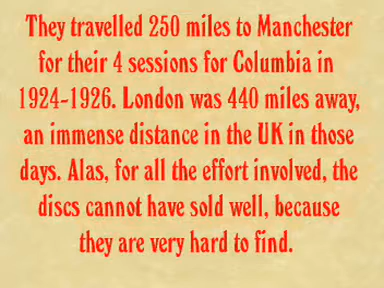 They travelled 250 miles to Manchester
for their 4 sessions for Columbia in
1924-1926. London was 440 miles away,
an immense distance in the UK in those
days. Alas, for all the effort involved, the
discs cannot have sold well, because
they are very hard to find.